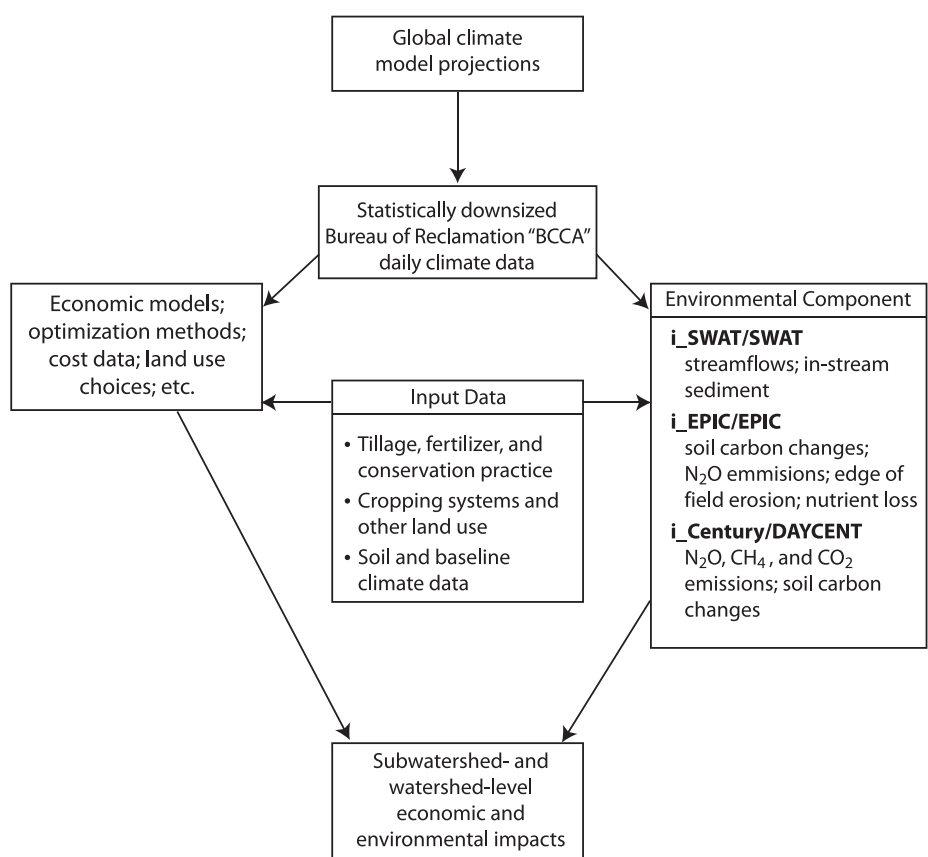 Global climate
model projections
Statistically downsized
Bureau of Reclamation “BCCA”
daily climate data
Economic models;
optimization methods;
cost data; land use
choices; etc.
Input Data
• Tillage, fertilizer, and
conservation practice
• Cropping systems and
other land use
• Soil and baseline
climate data
Environmental Component
i_SWAT/SWAT
streamflows; in-stream
sediment
i_EPIC/EPIC
soil carbon changes;
N₂O emmisions; edge of
field erosion; nutrient loss
i_Century/DAYCENT
N₂O, CH₄ , and CO₂
emissions; soil carbon
changes
Subwatershed- and
watershed-level
economic and
environmental impacts